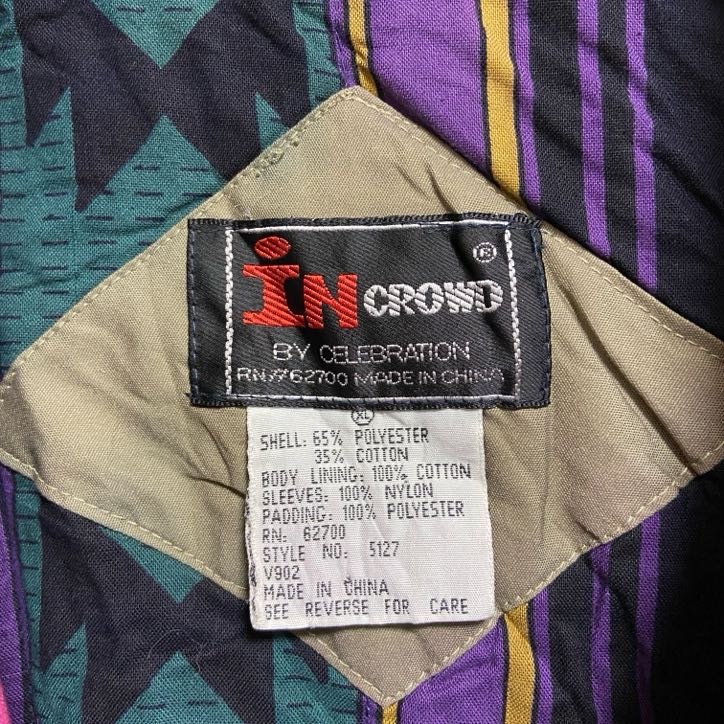 iN CROWD ®
BY CELEBRATION
RN#62700 MADE IN CHINA
XL
SHELL: 65% POLYESTER
35% COTTON
BODY LINING: 100% COTTON
SLEEVES: 100% NYLON
PADDING: 100% POLYESTER
RN: 62700
STYLE NO: 5127
V902
MADE IN CHINA
SEE REVERSE FOR CARE